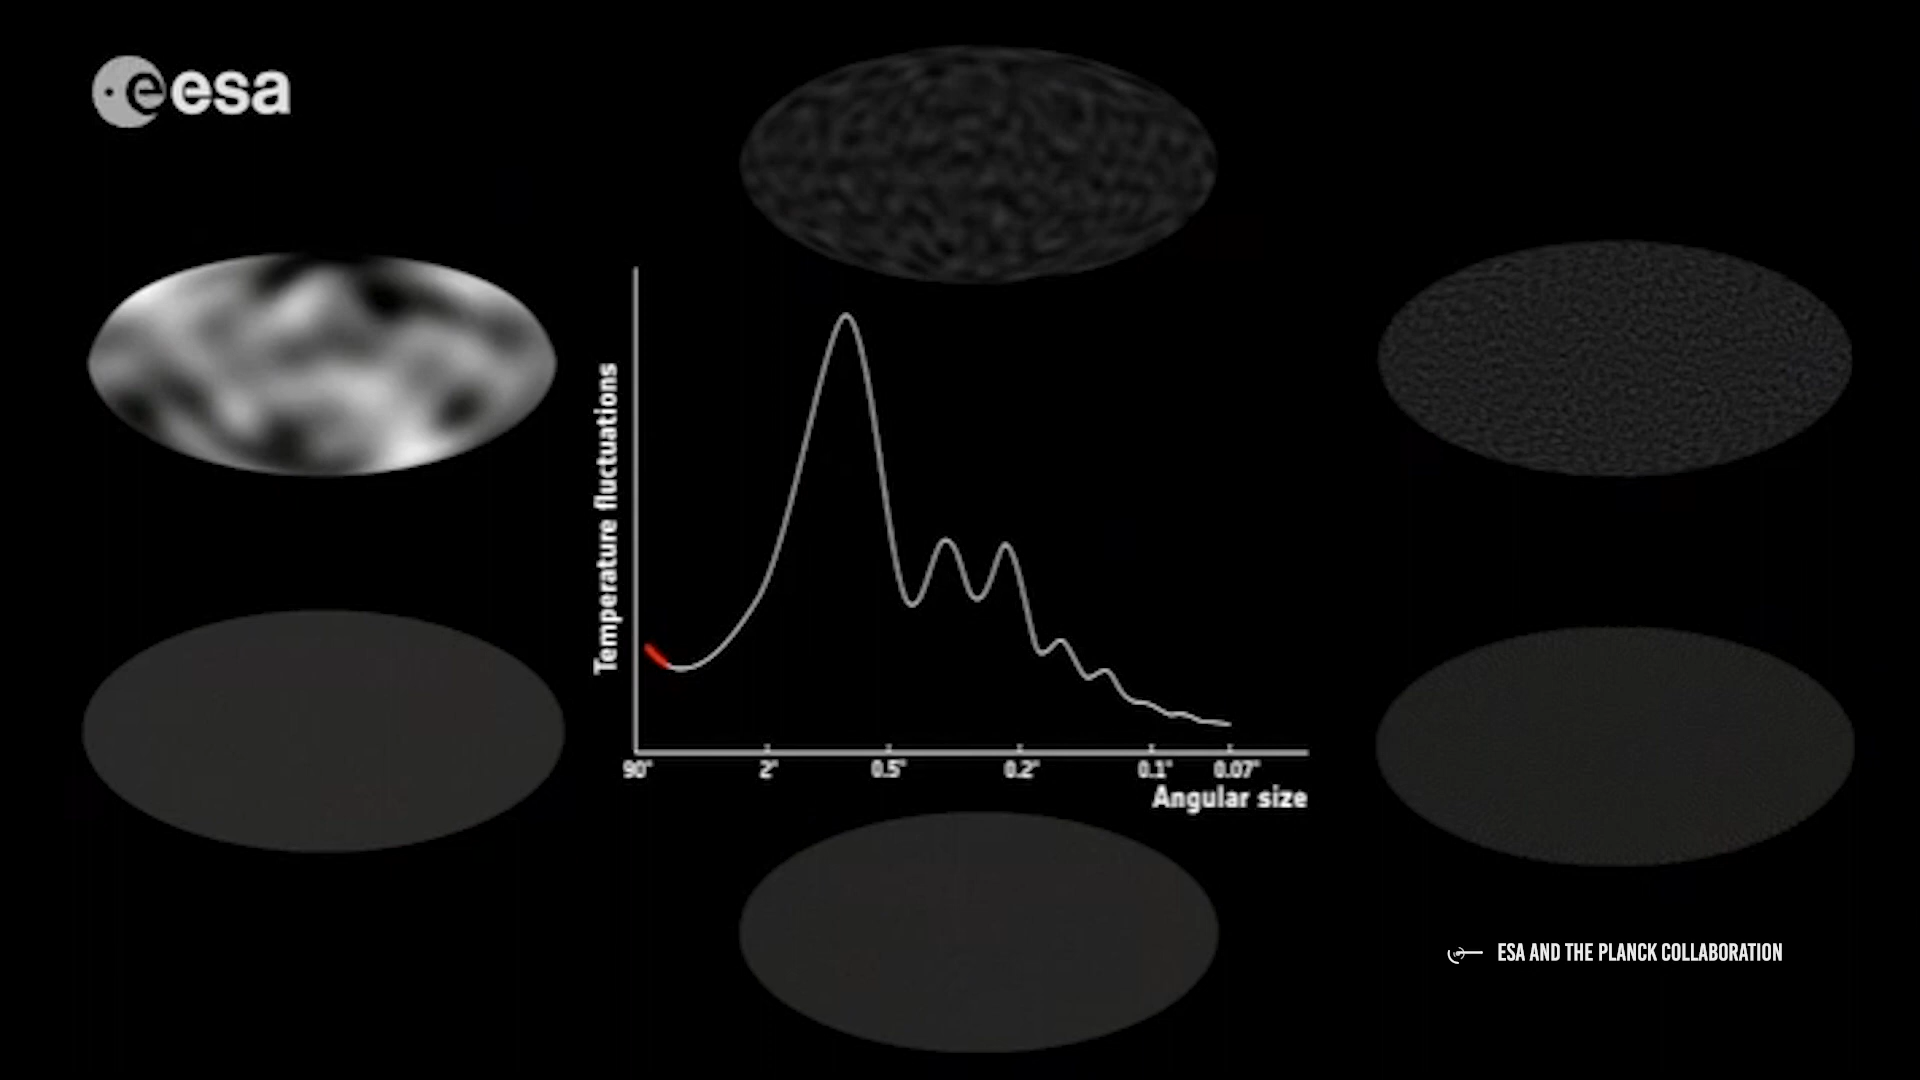 esa
Temperature fluctuations
90° 2° 0.5° 0.2° 0.1° 0.07°
Angular size
ESA AND THE PLANCK COLLABORATION